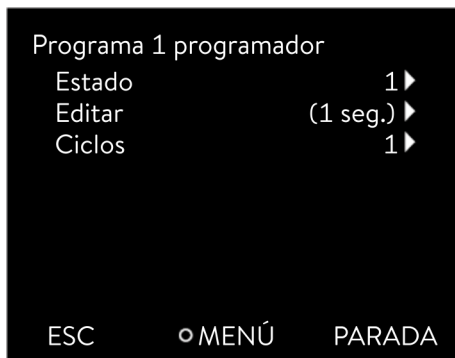 Programa 1 programador
Estado 1
Editar (1 seg.)
Ciclos 1
ESC MENÚ PARADA